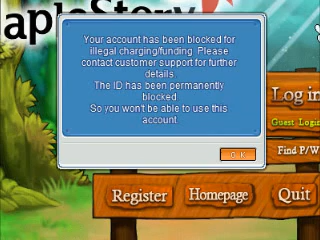 apleStory
Your account has been blocked for
illegal charging/funding. Please
contact customer support for further
details.
The ID has been permanently
blocked.
So you won't be able to use this
account.
OK
Log in
Guest Login
Find P/W
Register
Homepage
Quit